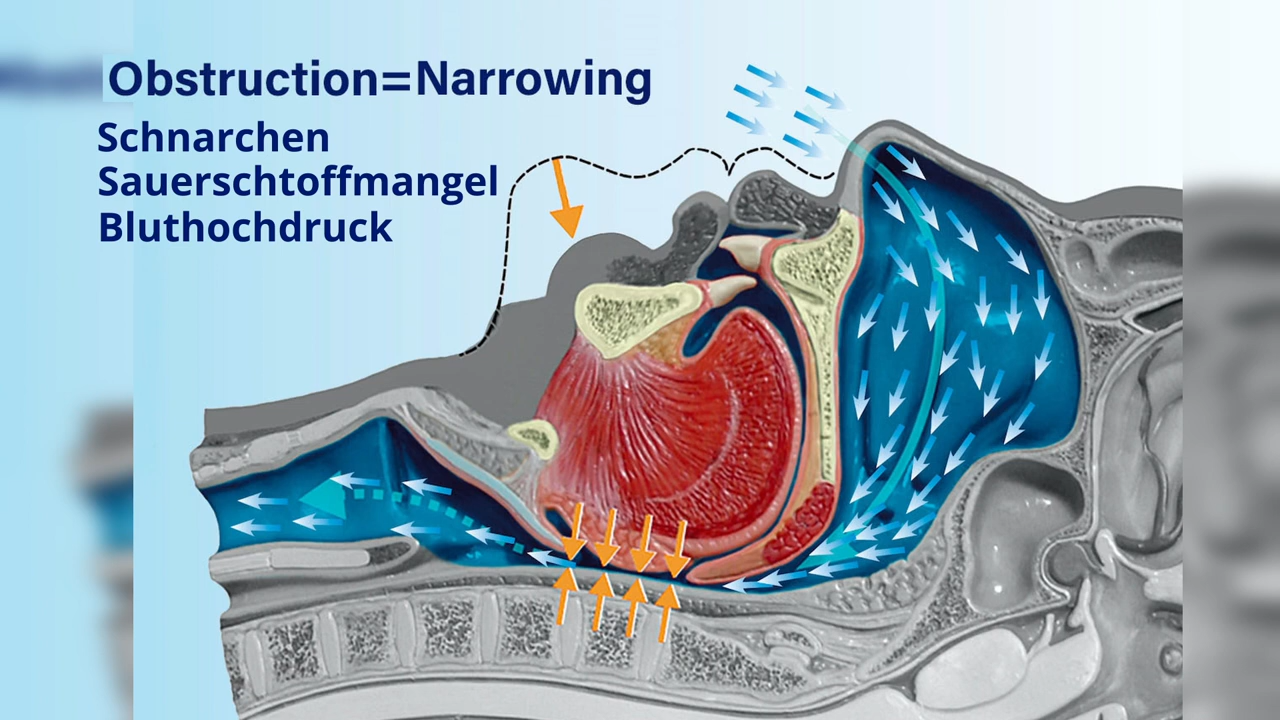 Obstruction=Narrowing
Schnarchen
Sauerschtoffmangel
Bluthochdruck